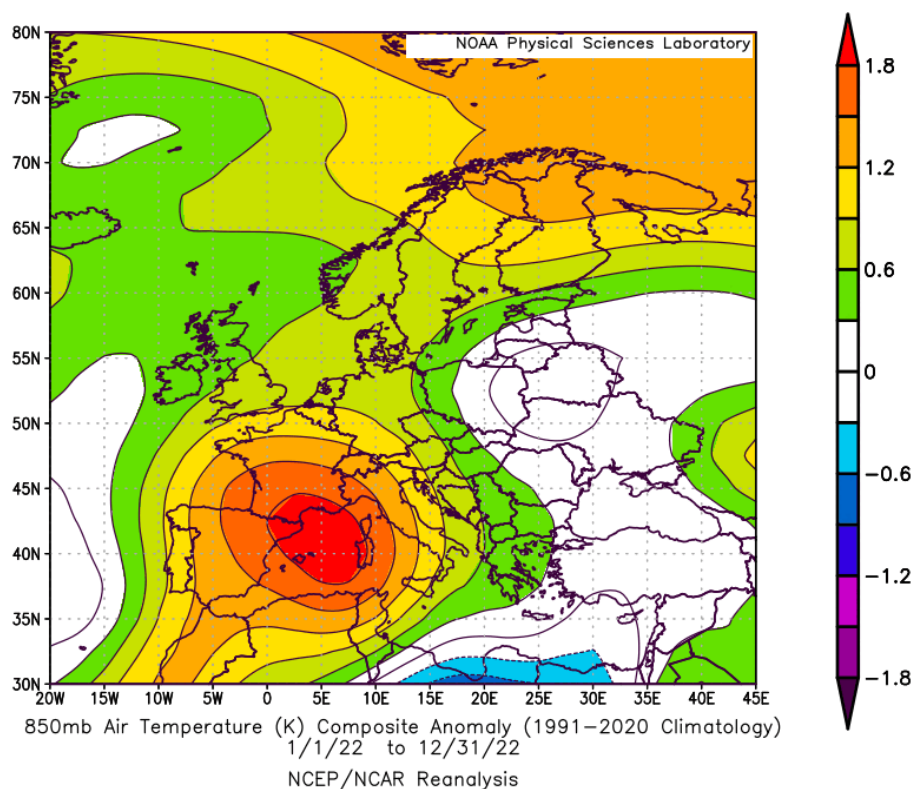 NOAA Physical Sciences Laboratory
80N
75N
70N
65N
60N
55N
50N
45N
40N
35N
30N
20W
15W
10W
5W
0
5E
10E
15E
20E
25E
30E
35E
40E
45E
1.8
1.2
0.6
0
-0.6
-1.2
-1.8
850mb Air Temperature (K) Composite Anomaly (1991-2020 Climatology)
1/1/22 to 12/31/22
NCEP/NCAR Reanalysis